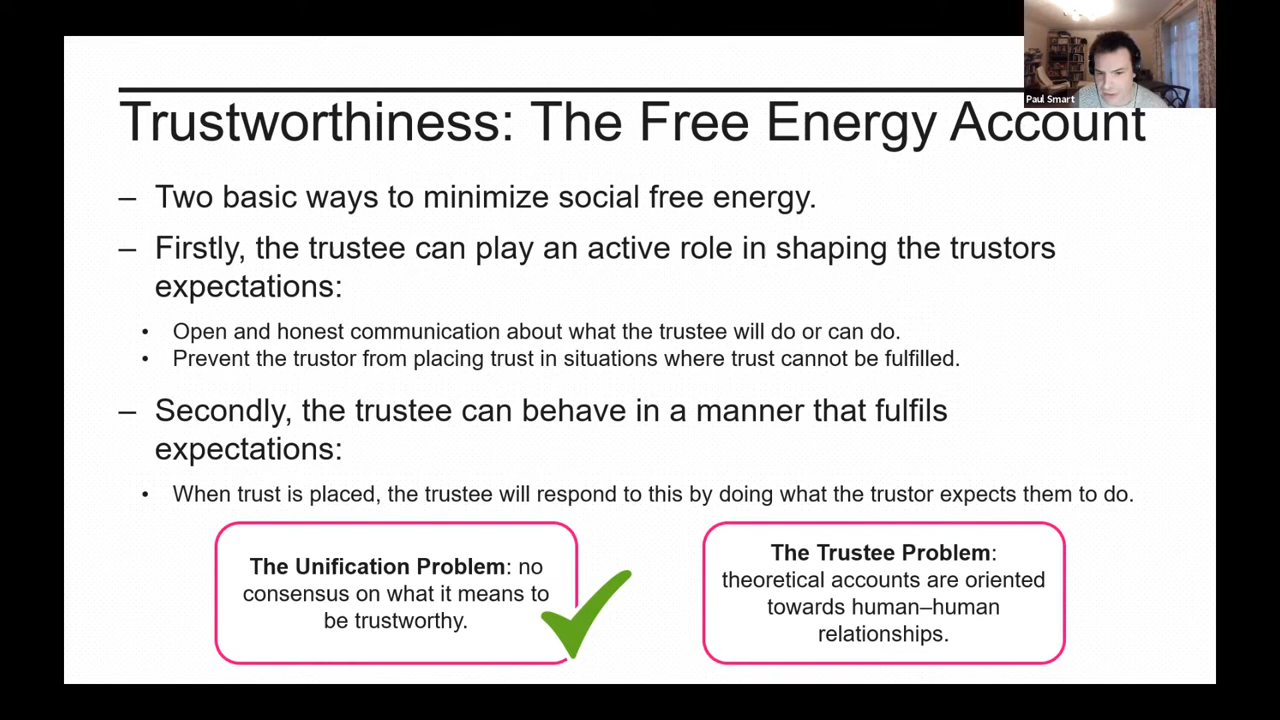 Paul Smart
Trustworthiness: The Free Energy Account
– Two basic ways to minimize social free energy.
– Firstly, the trustee can play an active role in shaping the trustors
expectations:
• Open and honest communication about what the trustee will do or can do.
• Prevent the trustor from placing trust in situations where trust cannot be fulfilled.
– Secondly, the trustee can behave in a manner that fulfils
expectations:
• When trust is placed, the trustee will respond to this by doing what the trustor expects them to do.
The Unification Problem: no
consensus on what it means to
be trustworthy.
The Trustee Problem:
theoretical accounts are oriented
towards human–human
relationships.